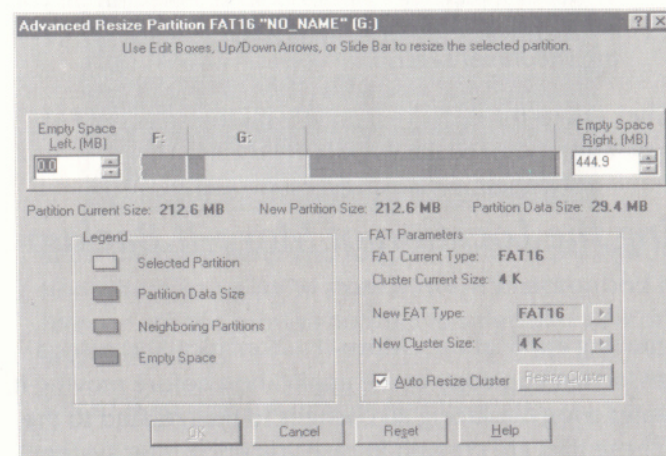 Advanced Resize Partition FAT16 "NO_NAME" (G:)
Use Edit Boxes, Up/Down Arrows, or Slide Bar to resize the selected partition.
Empty Space Left, (MB)
0.0
F:
G:
Empty Space Right, (MB)
444.9
Partition Current Size: 212.6 MB New Partition Size: 212.6 MB Partition Data Size: 29.4 MB
Legend
Selected Partition
Partition Data Size
Neighboring Partitions
Empty Space
FAT Parameters
FAT Current Type: FAT16
Cluster Current Size: 4 K
New FAT Type: FAT16
New Cluster Size: 4 K
Auto Resize Cluster
Resize Cluster
OK
Cancel
Reset
Help